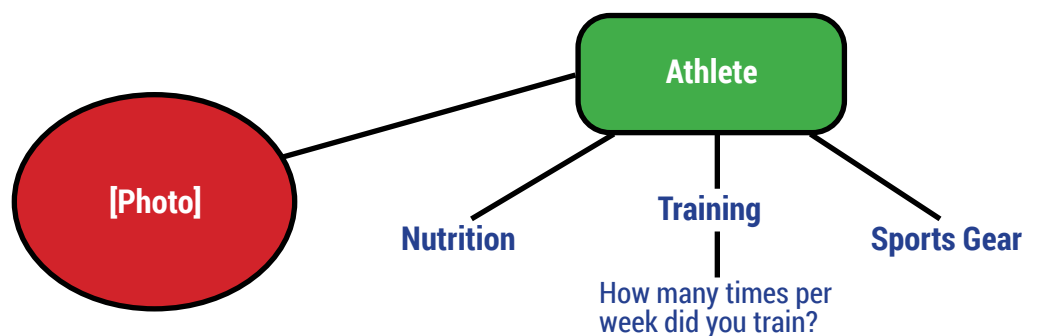 Athlete
[Photo]
Training
Nutrition
Sports Gear
How many times per
week did you train?